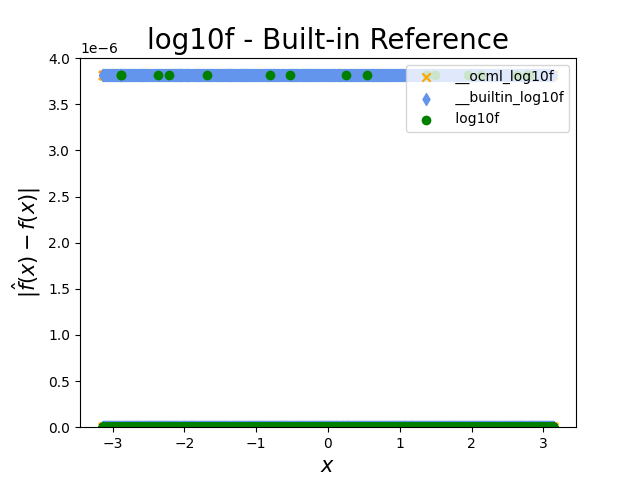 log10f - Built-in Reference
1e−6
4.0
3.5
3.0
2.5
2.0
1.5
1.0
0.5
0.0
|f̂(x) − f(x)|
__ocml_log10f
__builtin_log10f
log10f
−3 −2 −1 0 1 2 3
x